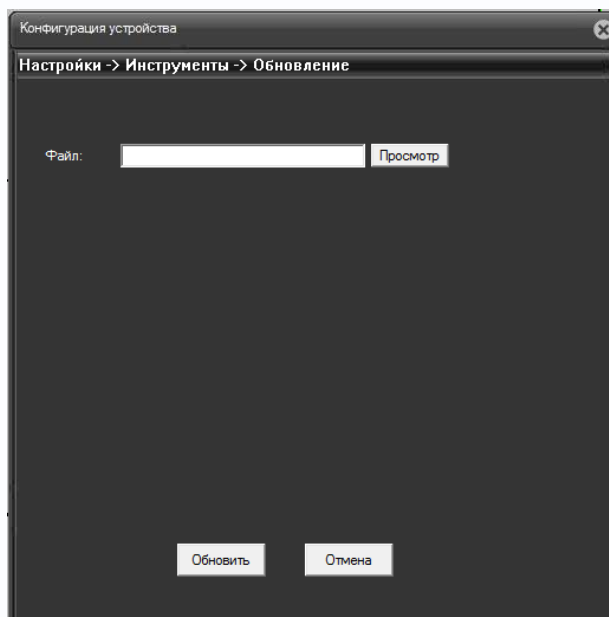 Конфигурация устройства
Настройки -> Инструменты -> Обновление
Файл: Просмотр
Обновить Отмена